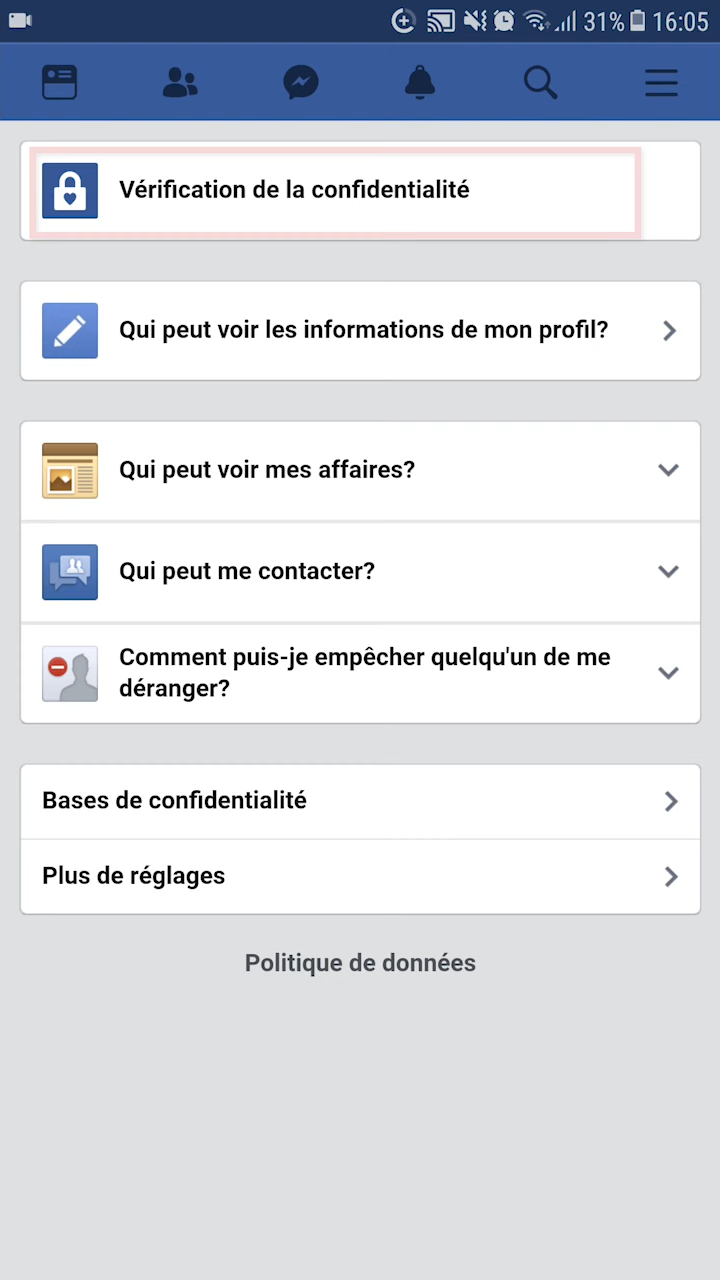 31% 16:05
Vérification de la confidentialité
Qui peut voir les informations de mon profil?
Qui peut voir mes affaires?
Qui peut me contacter?
Comment puis-je empêcher quelqu'un de me
déranger?
Bases de confidentialité
Plus de réglages
Politique de données